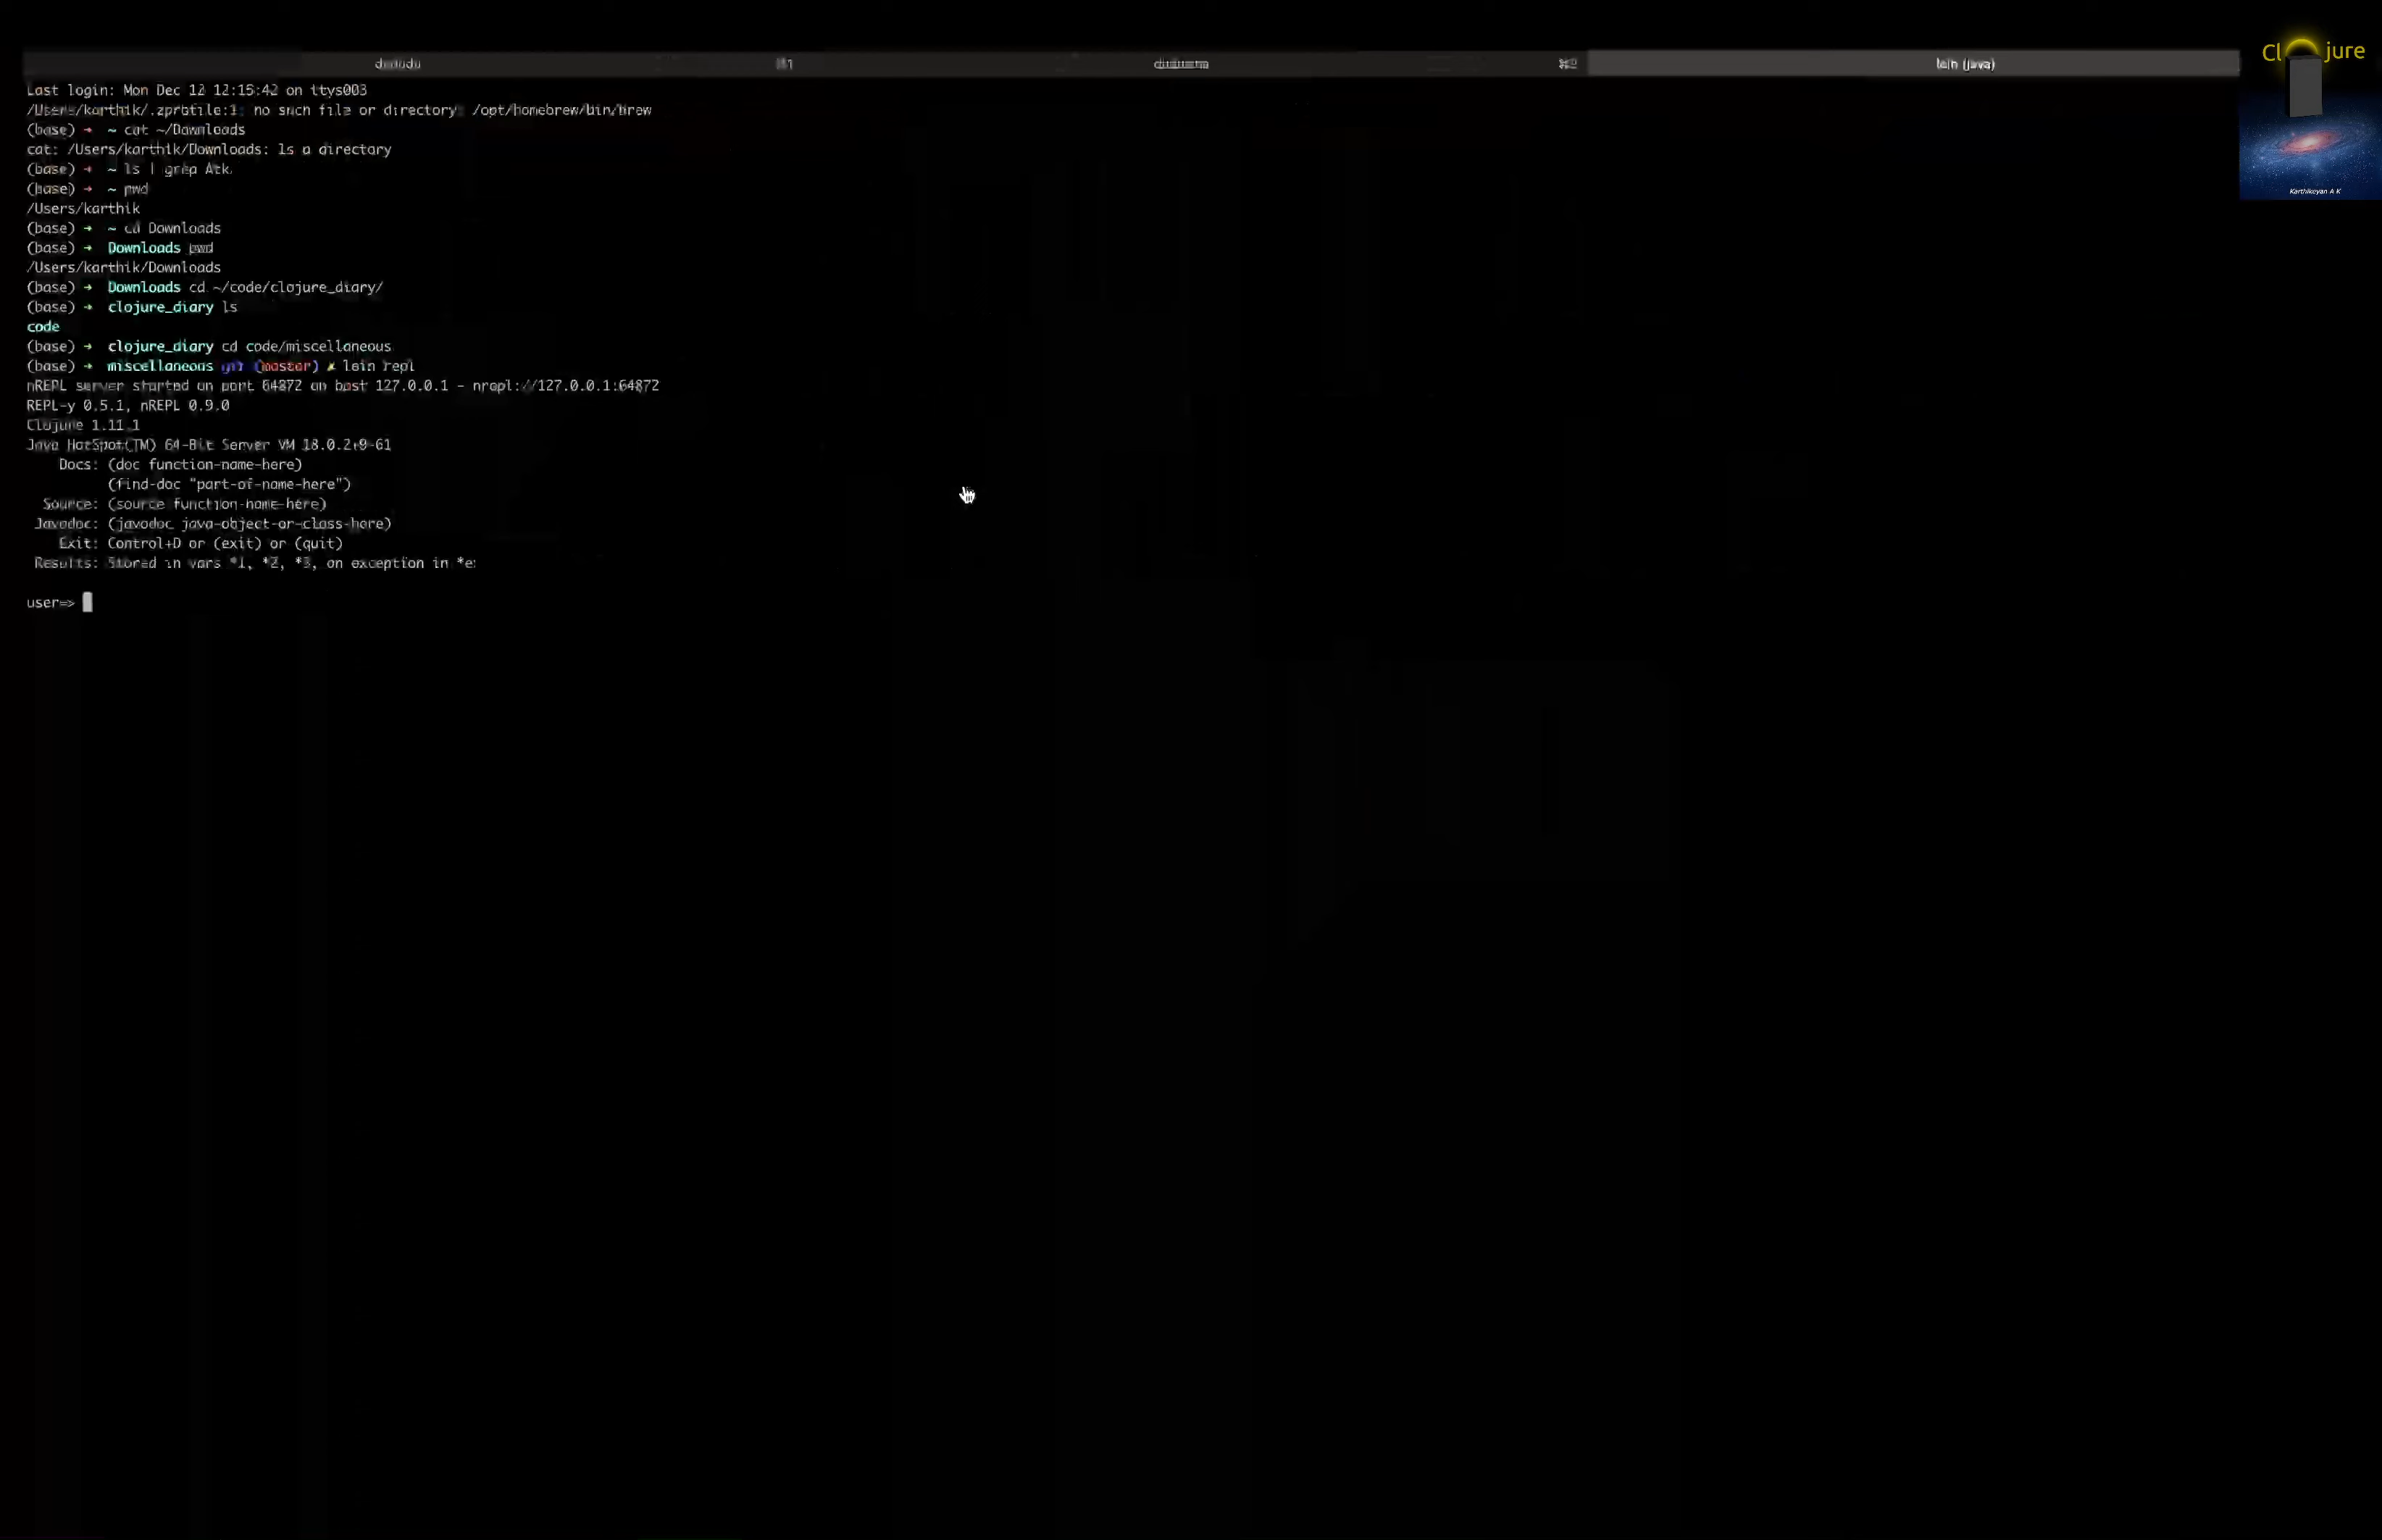 lein (java)
Cl jure
Last login: Mon Dec 12 12:15:42 on ttys003
/Users/karthik/.zprofile:1: no such file or directory: /opt/homebrew/bin/brew
(base) → ~ cat ~/Downloads
cat: /Users/karthik/Downloads: Is a directory
(base) → ~ ls | grep Atk
(base) → ~ pwd
/Users/karthik
(base) → ~ cd Downloads
(base) → Downloads pwd
/Users/karthik/Downloads
(base) → Downloads cd ~/code/clojure_diary/
(base) → clojure_diary ls
code
(base) → clojure_diary cd code/miscellaneous
(base) → miscellaneous git (master) ✗ lein repl
nREPL server started on port 64872 on host 127.0.0.1 - nrepl://127.0.0.1:64872
REPL-y 0.5.1, nREPL 0.9.0
Clojure 1.11.1
Java HotSpot(TM) 64-Bit Server VM 18.0.2+9-61
Docs: (doc function-name-here)
(find-doc "part-of-name-here")
Source: (source function-name-here)
Javadoc: (javadoc java-object-or-class-here)
Exit: Control+D or (exit) or (quit)
Results: Stored in vars *1, *2, *3, an exception in *e
user=>
Karthikeyan A K